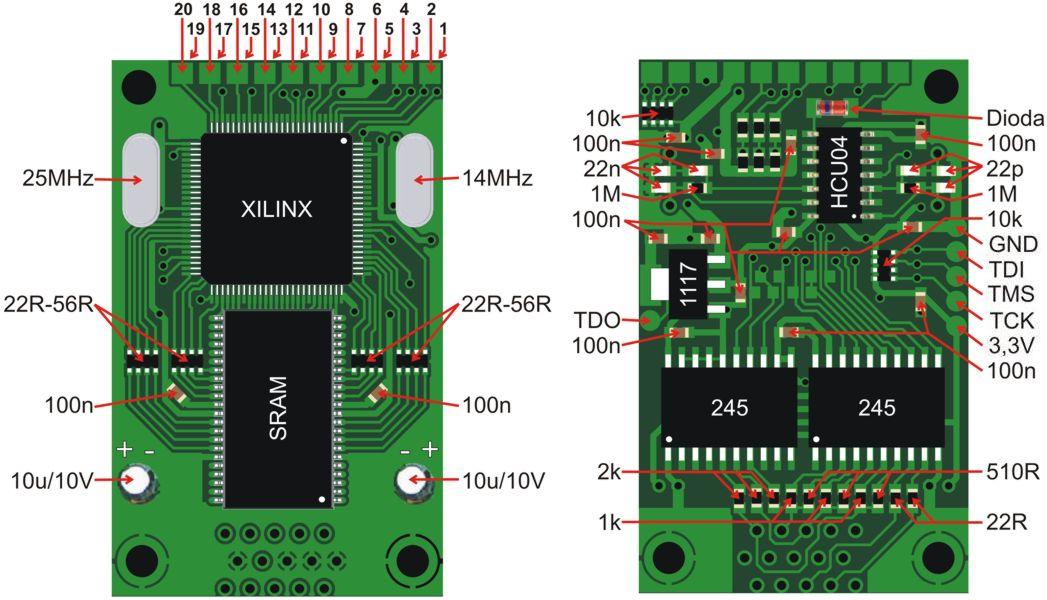 20 18 16 14 12 10 8 6 4 2
19 17 15 13 11 9 7 5 3 1
25MHz
XILINX
14MHz
22R-56R
22R-56R
100n
SRAM
100n
+ -
- +
10u/10V
10u/10V
10k
100n
22n
1M
100n
HCU04
Dioda
100n
22p
1M
10k
GND
TDI
TMS
TCK
3,3V
100n
1117
TDO
100n
245
245
2k
510R
1k
22R